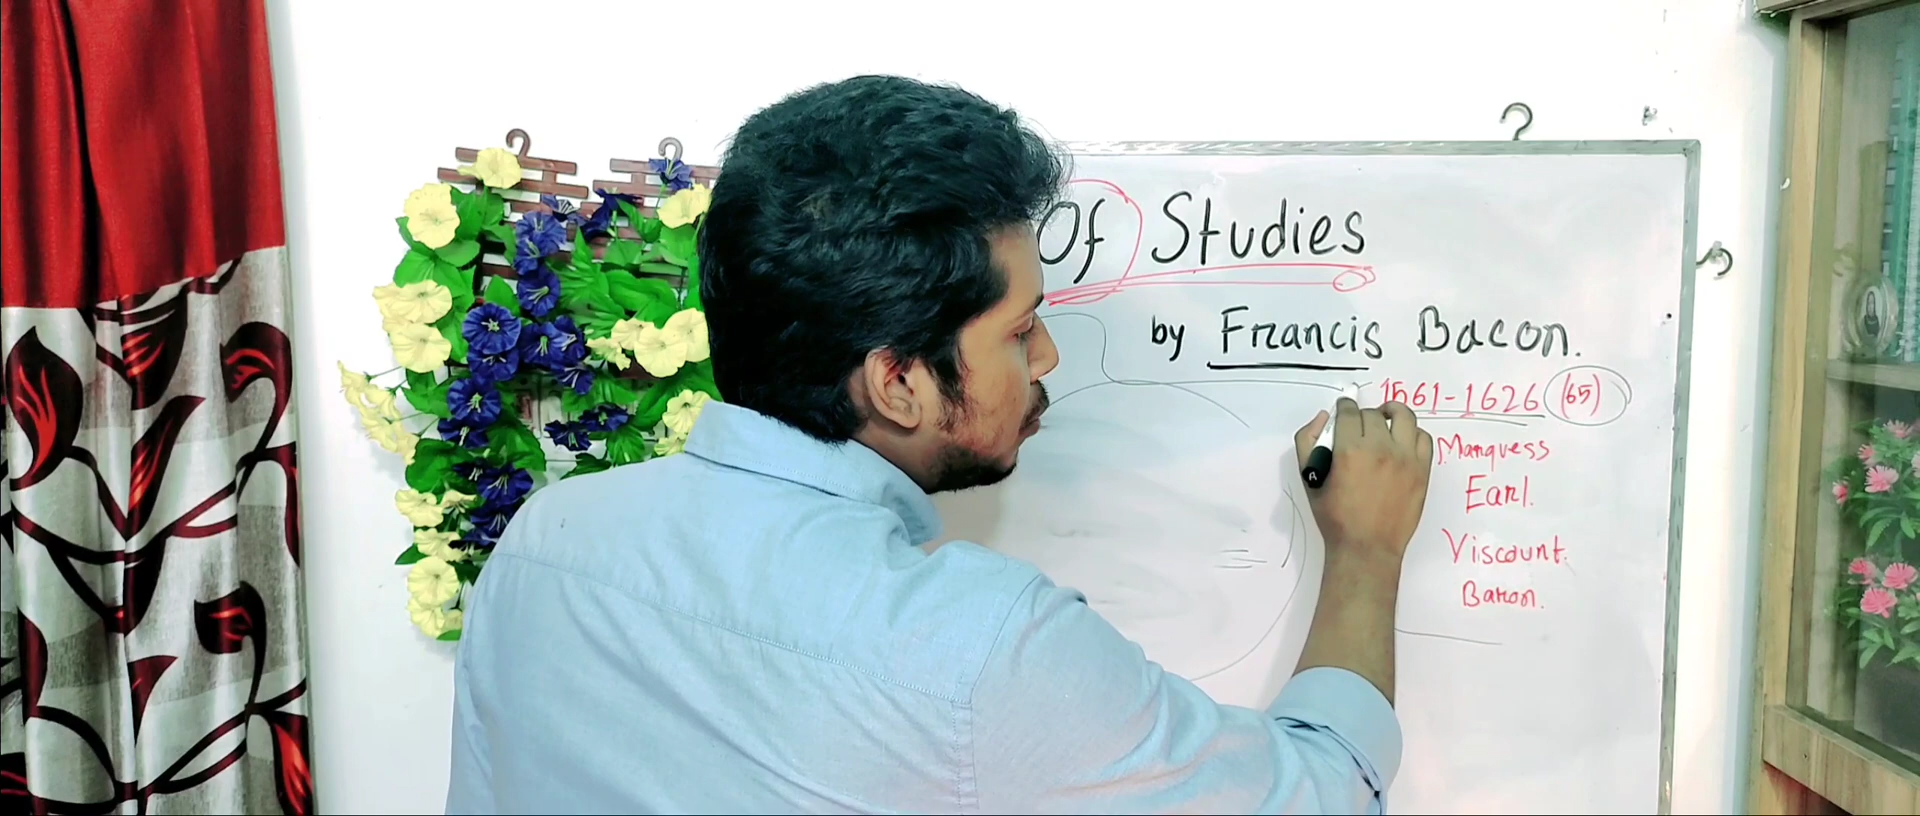 Of Studies
by Francis Bacon.
1561-1626 (65)
Marquess
Earl.
Viscount.
Baron.
A